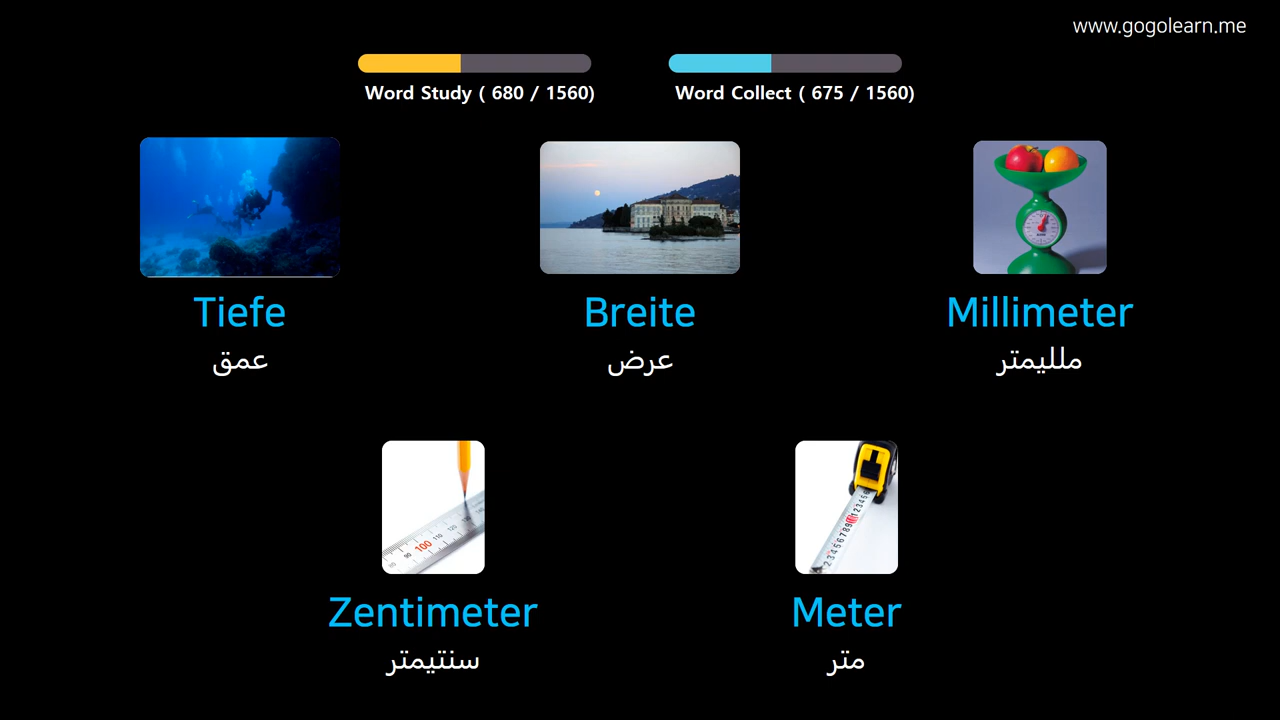 www.gogolearn.me
Word Study ( 680 / 1560)
Word Collect ( 675 / 1560)
Tiefe
عمق
Breite
عرض
Millimeter
ملليمتر
Zentimeter
سنتيمتر
Meter
متر